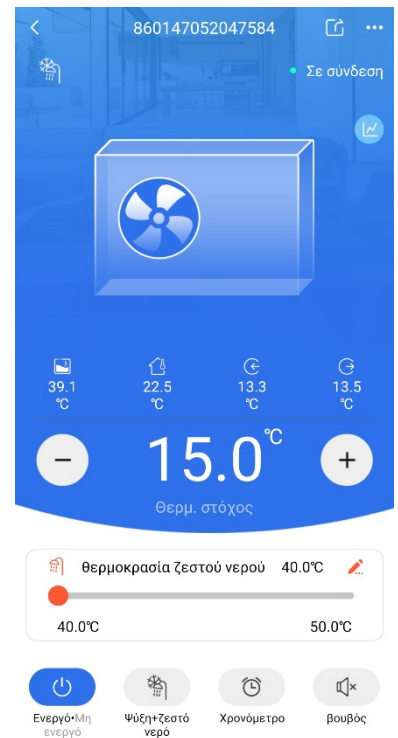 860147052047584
Σε σύνδεση
39.1 22.5 13.3 13.5
℃ ℃ ℃ ℃
15.0℃
Θερμ. στόχος
θερμοκρασία ζεστού νερού 40.0℃
40.0℃ 50.0℃
Ενεργό•Μη Ψύξη+ζεστό Χρονόμετρο βουβός
ενεργό νερό